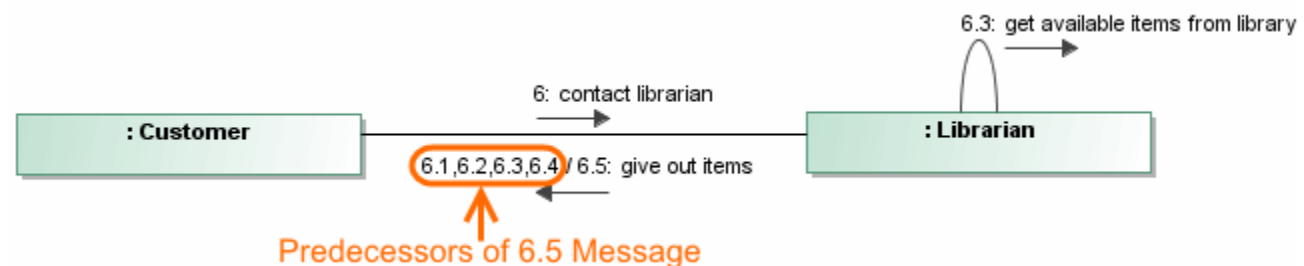 6.3: get available items from library
6: contact librarian
: Customer
: Librarian
6.1,6.2,6.3,6.4 / 6.5: give out items
Predecessors of 6.5 Message